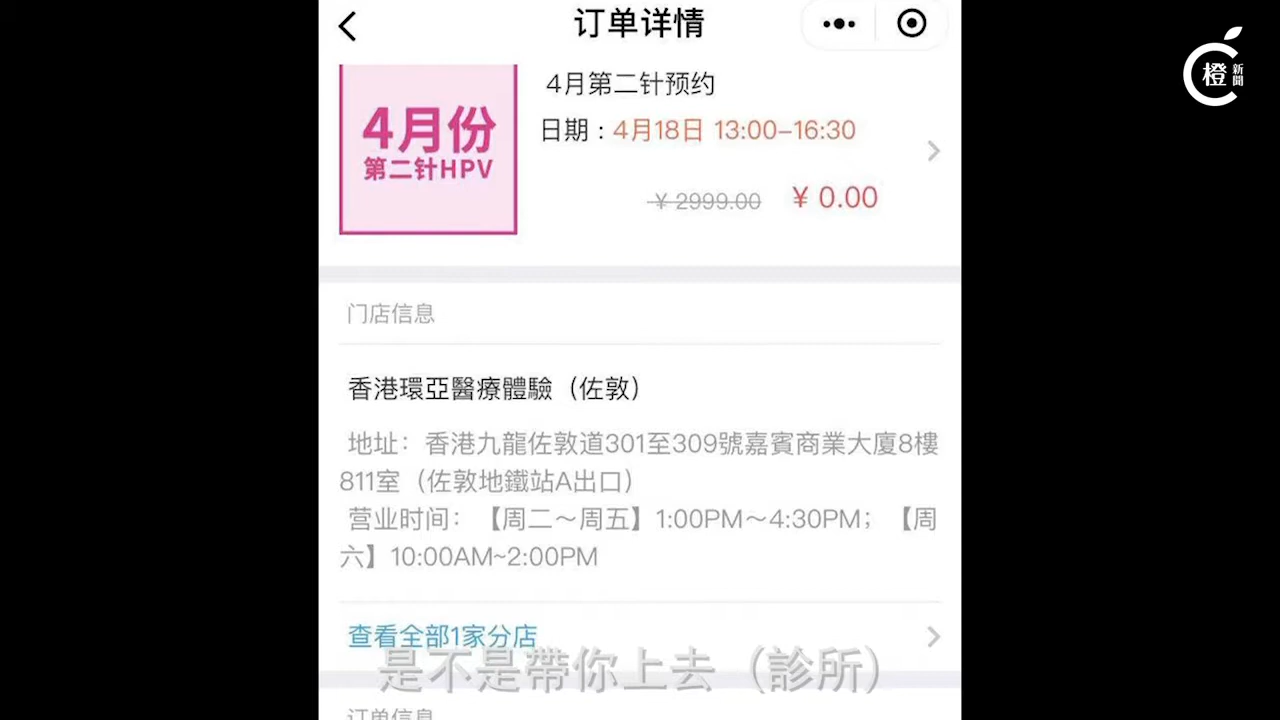 订单详情
橙 新聞
4月份
第二针HPV
4月第二针预约
日期：4月18日 13:00-16:30
¥ 2999.00 ¥ 0.00
门店信息
香港環亞醫療體驗（佐敦）
地址：香港九龍佐敦道301至309號嘉賓商業大廈8樓
811室（佐敦地鐵站A出口）
营业时间：【周二～周五】1:00PM～4:30PM；【周
六】10:00AM~2:00PM
查看全部1家分店
是不是帶你上去（診所）
订单信息